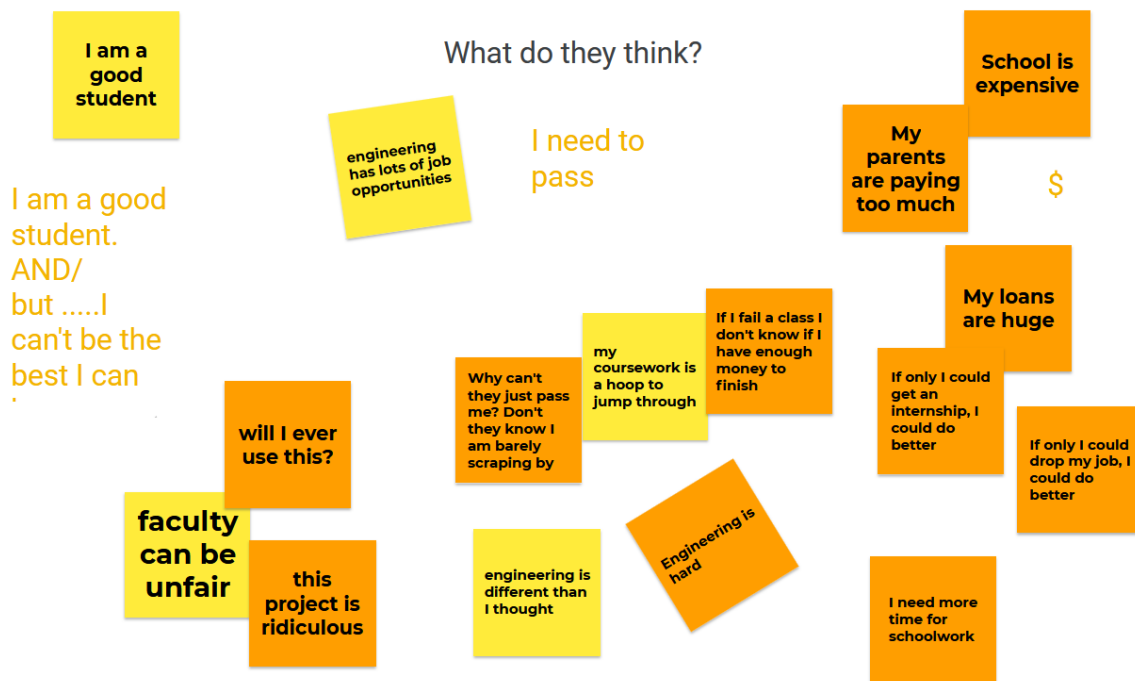 What do they think?
I am a
good
student
I am a good
student.
AND/
but .....I
can't be the
best I can
engineering
has lots of job
opportunities
I need to
pass
School is
expensive
My
parents
are paying
too much
$
My loans
are huge
If only I could
get an
internship, I
could do
better
If only I could
drop my job, I
could do
better
If I fail a class I
don't know if I
have enough
money to
finish
my
coursework is
a hoop to
jump through
Why can't
they just pass
me? Don't
they know I
am barely
scraping by
will I ever
use this?
faculty
can be
unfair
this
project is
ridiculous
engineering is
different than
I thought
Engineering is
hard
I need more
time for
schoolwork